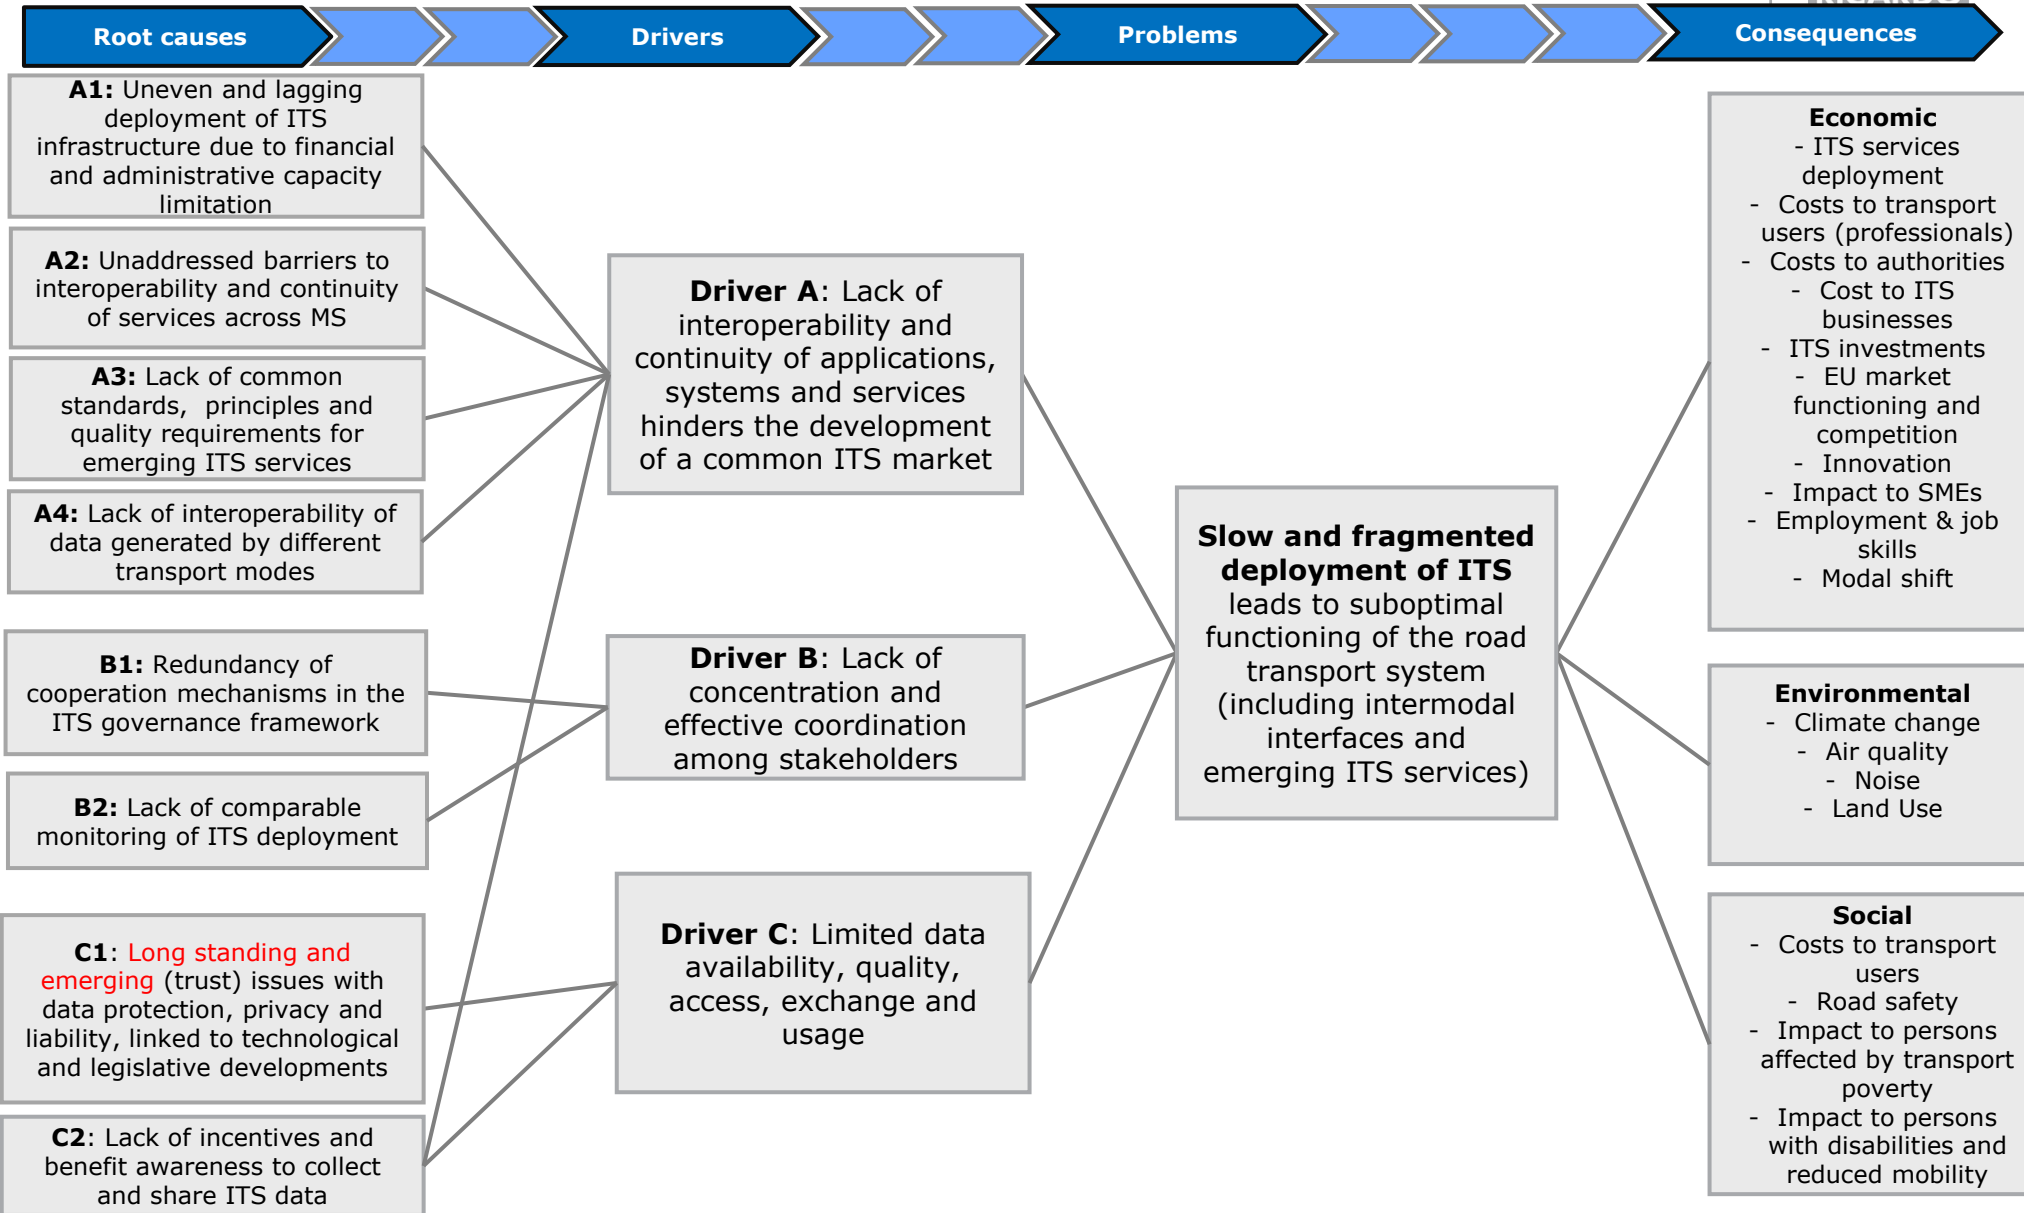 Root causes
Drivers
Problems
Consequences
A1: Uneven and lagging
deployment of ITS
infrastructure due to financial
and administrative capacity
limitation
A2: Unaddressed barriers to
interoperability and continuity
of services across MS
A3: Lack of common
standards, principles and
quality requirements for
emerging ITS services
A4: Lack of interoperability of
data generated by different
transport modes
B1: Redundancy of
cooperation mechanisms in the
ITS governance framework
B2: Lack of comparable
monitoring of ITS deployment
C1: Long standing and
emerging (trust) issues with
data protection, privacy and
liability, linked to technological
and legislative developments
C2: Lack of incentives and
benefit awareness to collect
and share ITS data
Driver A: Lack of
interoperability and
continuity of applications,
systems and services
hinders the development
of a common ITS market
Driver B: Lack of
concentration and
effective coordination
among stakeholders
Driver C: Limited data
availability, quality,
access, exchange and
usage
Slow and fragmented
deployment of ITS
leads to suboptimal
functioning of the road
transport system
(including intermodal
interfaces and
emerging ITS services)
Economic
- ITS services
deployment
- Costs to transport
users (professionals)
- Costs to authorities
- Cost to ITS
businesses
- ITS investments
- EU market
functioning and
competition
- Innovation
- Impact to SMEs
- Employment & job
skills
- Modal shift
Environmental
- Climate change
- Air quality
- Noise
- Land Use
Social
- Costs to transport
users
- Road safety
- Impact to persons
affected by transport
poverty
- Impact to persons
with disabilities and
reduced mobility